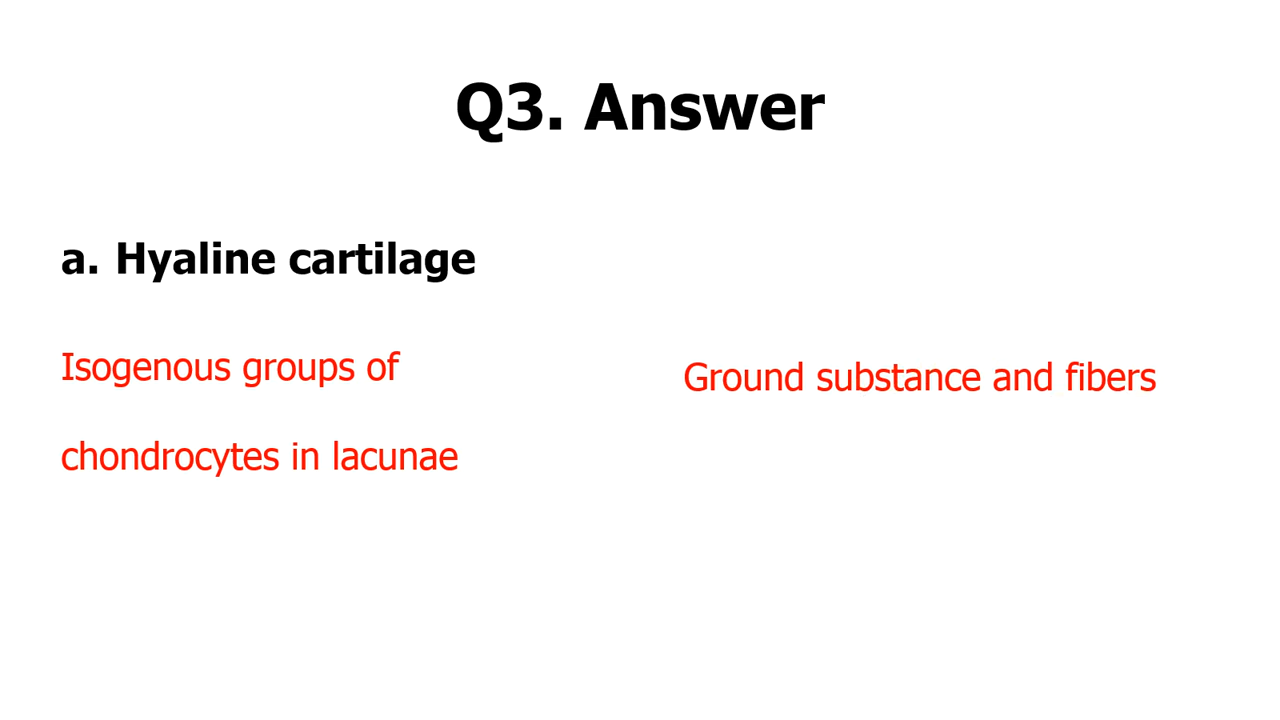 Q3. Answer
a. Hyaline cartilage
Isogenous groups of
chondrocytes in lacunae
Ground substance and fibers